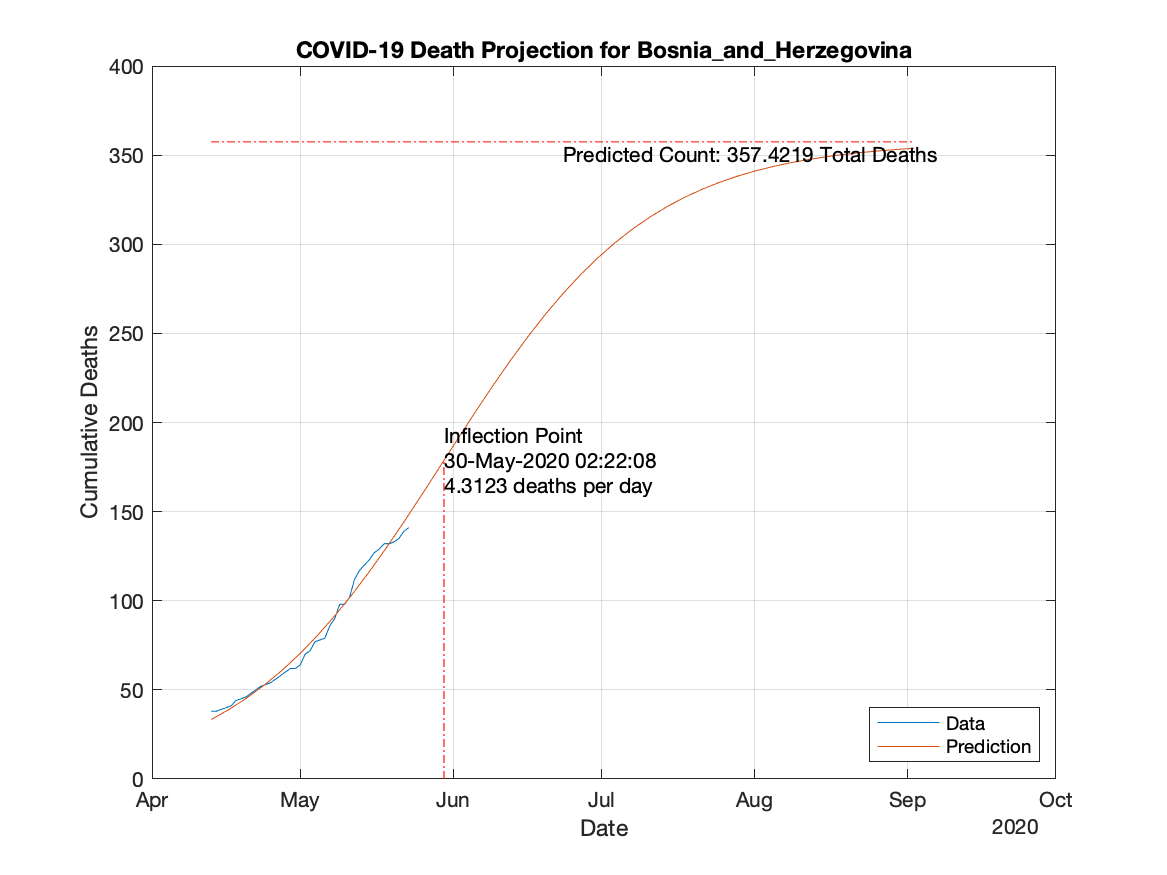 COVID-19 Death Projection for Bosnia_and_Herzegovina
400
350
300
250
200
150
100
50
0
Cumulative Deaths
Predicted Count: 357.4219 Total Deaths
Inflection Point
30-May-2020 02:22:08
4.3123 deaths per day
Data
Prediction
Apr May Jun Jul Aug Sep Oct
Date
2020